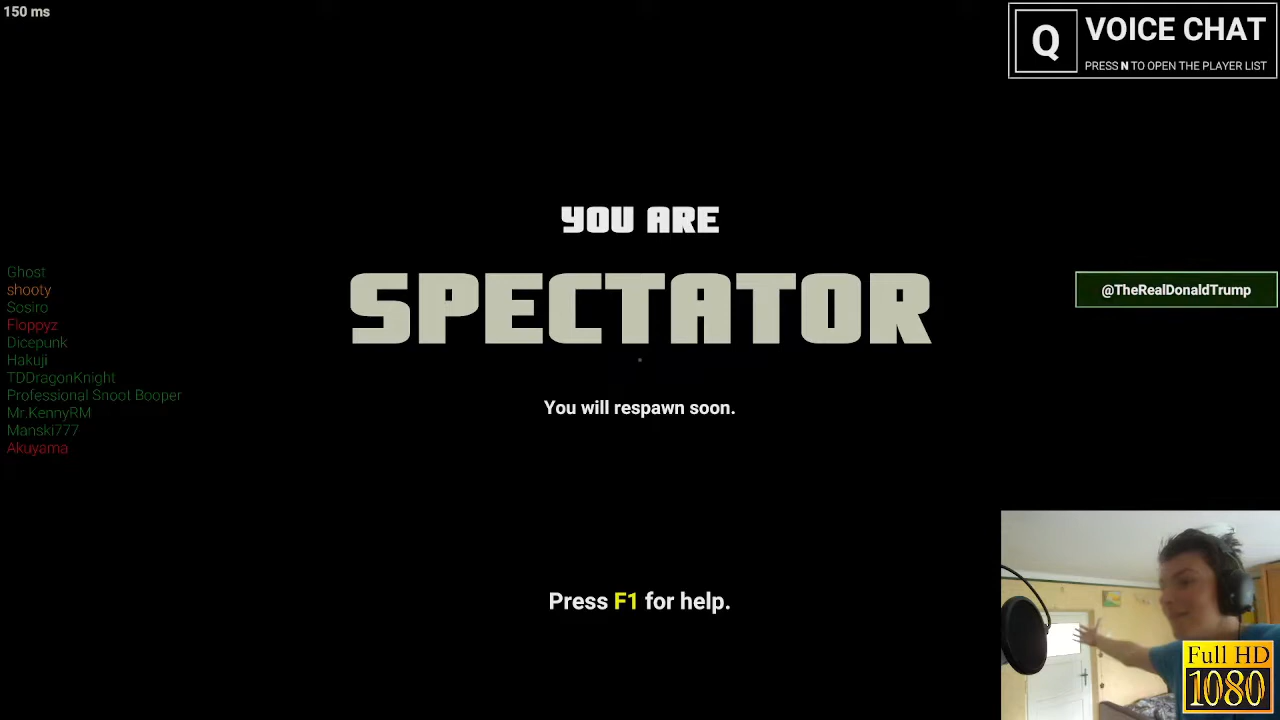 150 ms
Q
VOICE CHAT
PRESS N TO OPEN THE PLAYER LIST
YOU ARE
SPECTATOR
You will respawn soon.
Press F1 for help.
Ghost
shooty
Sosiro
Floppyz
Dicepunk
Hakuji
TDDragonKnight
Professional Snoot Booper
Mr.KennyRM
Manski777
Akuyama
@TheRealDonaldTrump
Full HD
1080